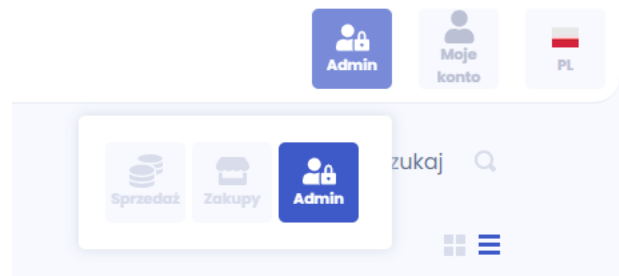 Admin
Moje
konto
PL
zukaj
Sprzedaż
Zakupy
Admin